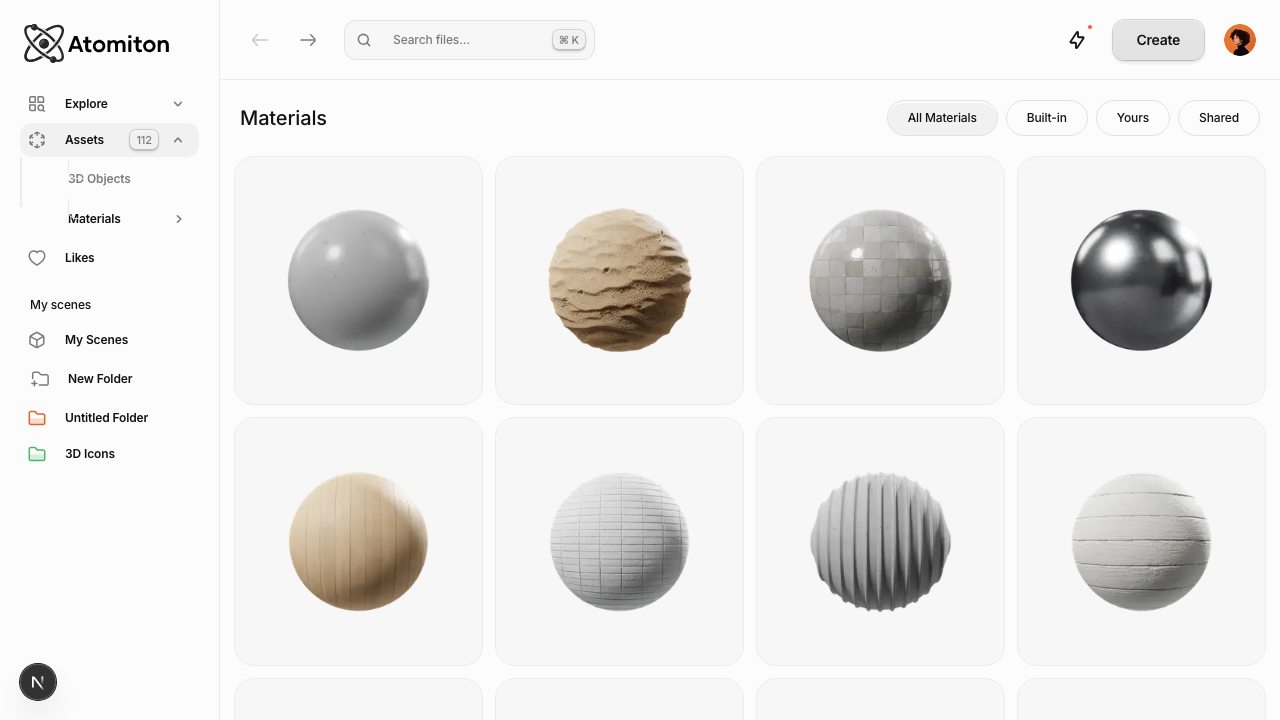 Atomiton
Search files...
⌘ K
Create
Explore
Assets
112
3D Objects
Materials
Likes
My scenes
My Scenes
New Folder
Untitled Folder
3D Icons
N
Materials
All Materials
Built-in
Yours
Shared